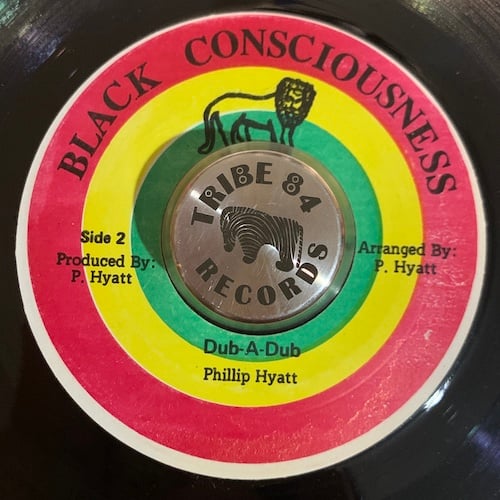 BLACK CONSCIOUSNESS
TRIBE 84
RECORDS
Side 2
Produced By:
P. Hyatt
Arranged By:
P. Hyatt
Dub-A-Dub
Phillip Hyatt